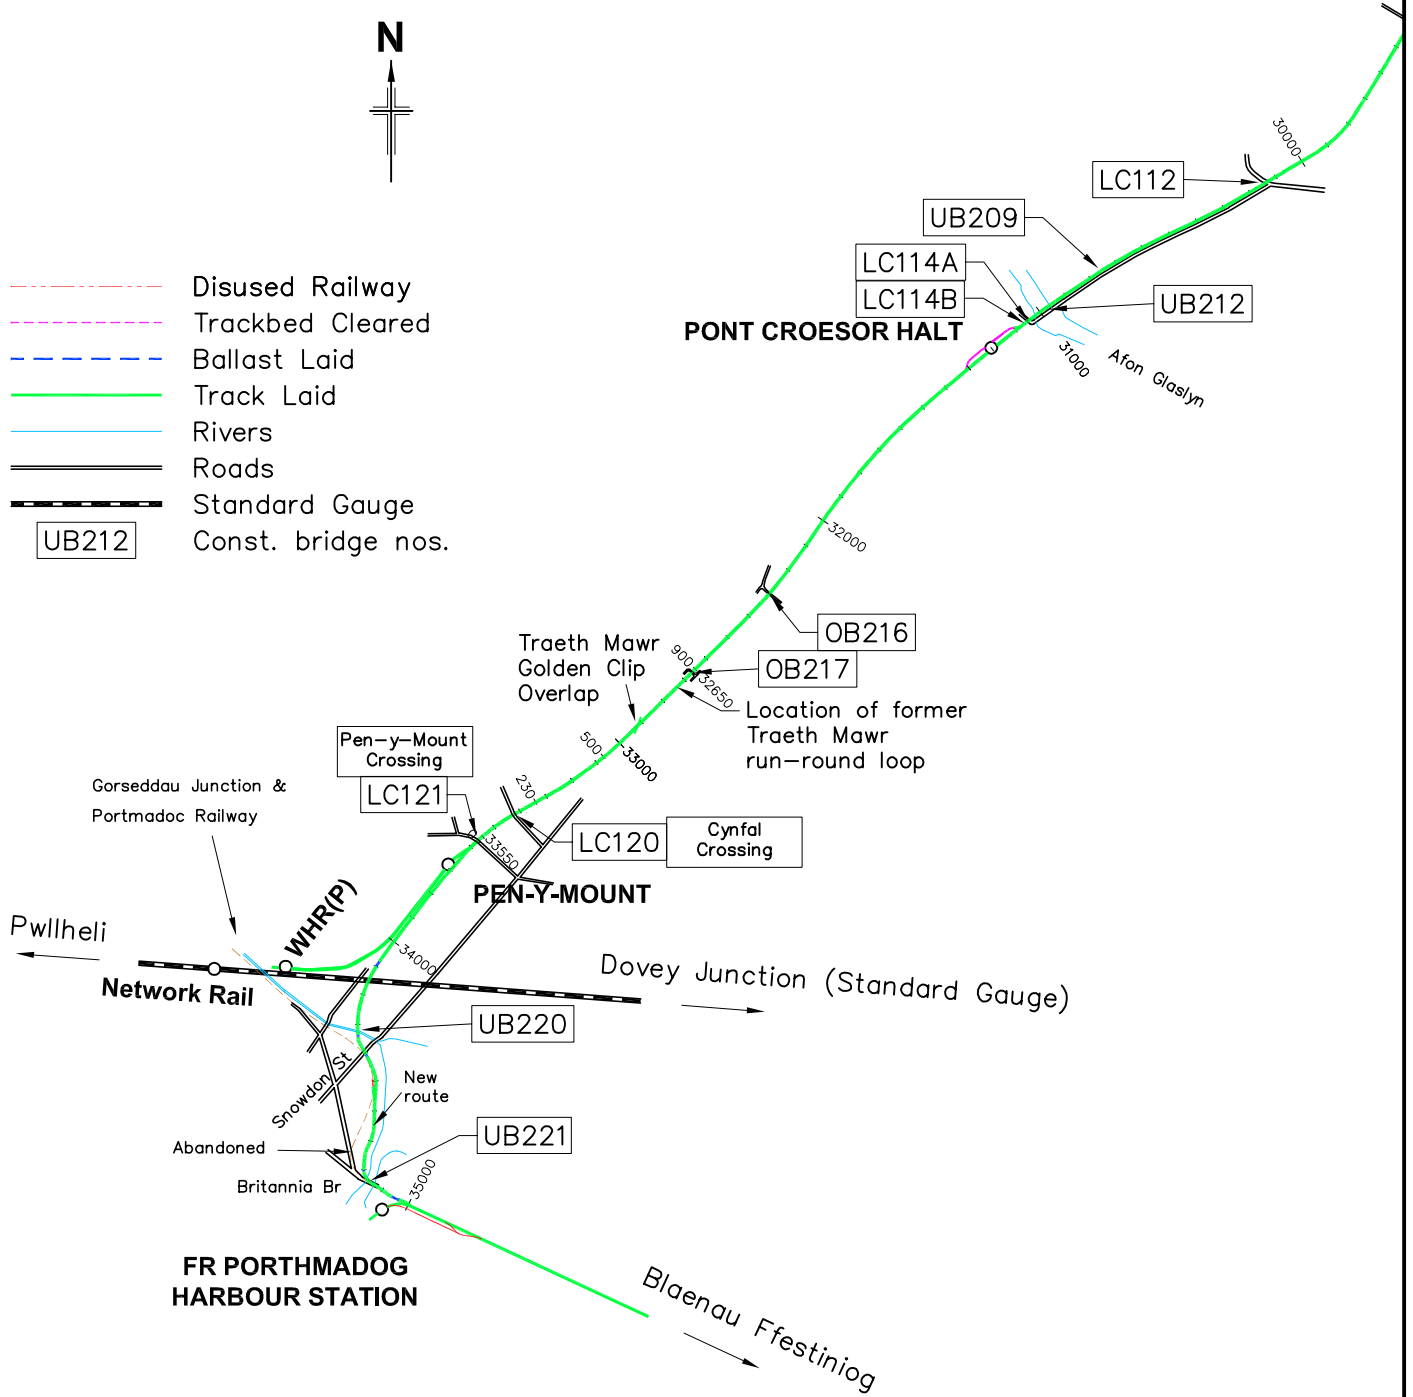 N
30000
LC112
UB209
LC114A
LC114B
UB212
PONT CROESOR HALT
31000
Afon Glaslyn
Disused Railway
Trackbed Cleared
Ballast Laid
Track Laid
Rivers
Roads
Standard Gauge
UB212
Const. bridge nos.
32000
OB216
OB217
900
32650
Traeth Mawr
Golden Clip
Overlap
Location of former
Traeth Mawr
run-round loop
500
33000
Pen-y-Mount
Crossing
LC121
230
LC120
Cynfal
Crossing
33550
Gorseddau Junction &
Portmadoc Railway
PEN-Y-MOUNT
WHR(P)
Pwllheli
34000
Dovey Junction (Standard Gauge)
Network Rail
UB220
Snowdon St
New
route
UB221
Abandoned
Britannia Br
35000
FR PORTHMADOG
HARBOUR STATION
Blaenau Ffestiniog